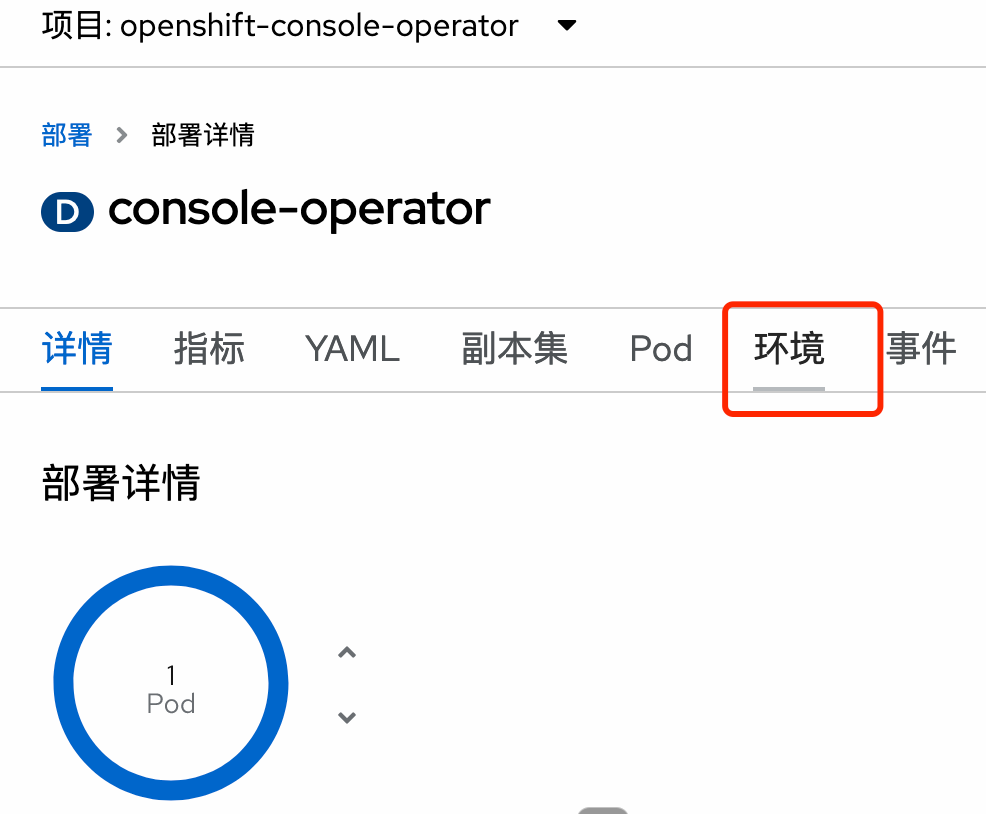 项目: openshift-console-operator
部署 > 部署详情
D console-operator
详情 指标 YAML 副本集 Pod 环境 事件
部署详情
1
Pod